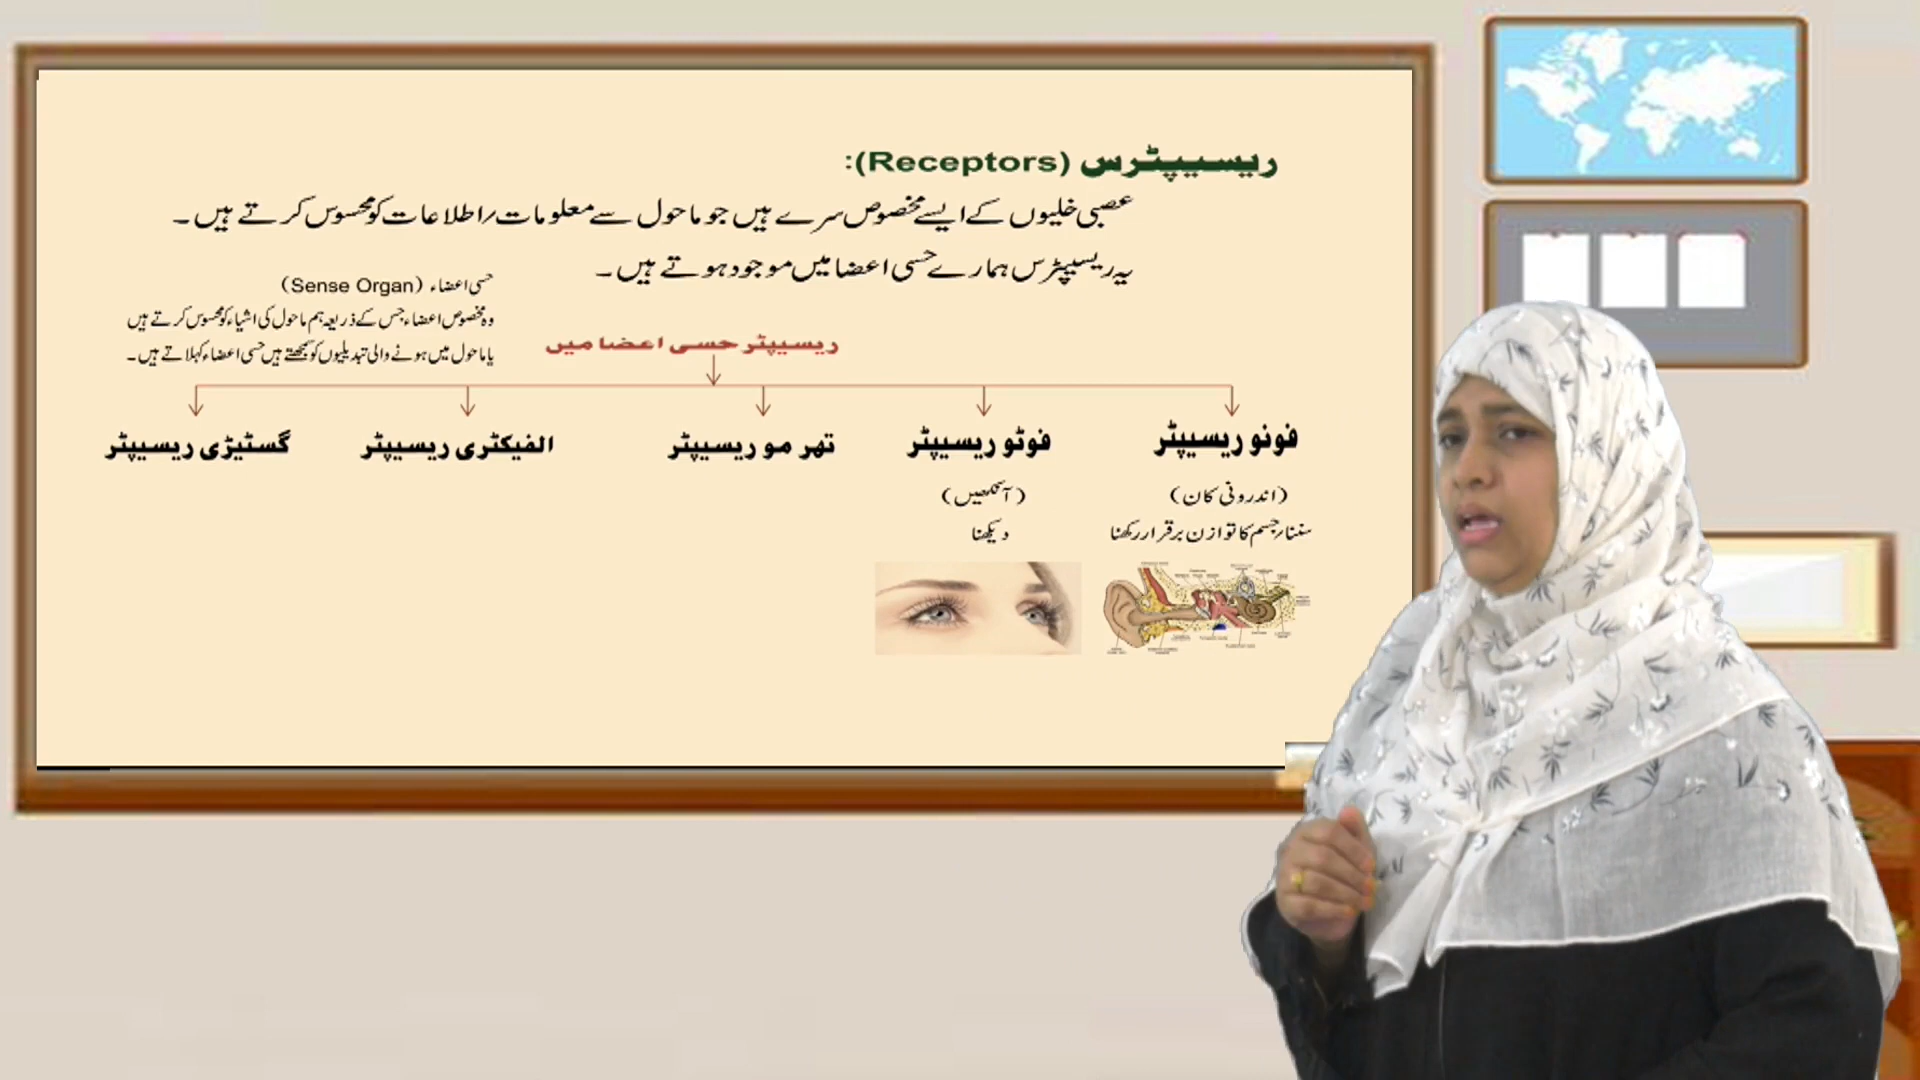 ریسیپٹرس (Receptors):
عصبی خلیوں کے ایسے مخصوص سرے ہیں جو ماحول سے معلومات/اطلاعات کو محسوس کرتے ہیں۔
یہ ریسیپٹرس ہمارے حسی اعضا میں موجود ہوتے ہیں۔
حسی اعضاء (Sense Organ)
وہ مخصوص اعضاء جس کے ذریعہ ہم ماحول کی اشیاء کو محسوس کرتے ہیں
یا ماحول میں ہونے والی تبدیلیوں کو سمجھتے ہیں حسی اعضاء کہلاتے ہیں۔
ریسیپٹر حسی اعضا میں
فونو ریسیپٹر
(اندرونی کان)
سننا/جسم کا توازن برقرار رکھنا
فوٹو ریسیپٹر
(آنکھیں)
دیکھنا
تھر مو ریسیپٹر
الفیکٹری ریسیپٹر
گسٹیڑی ریسیپٹر